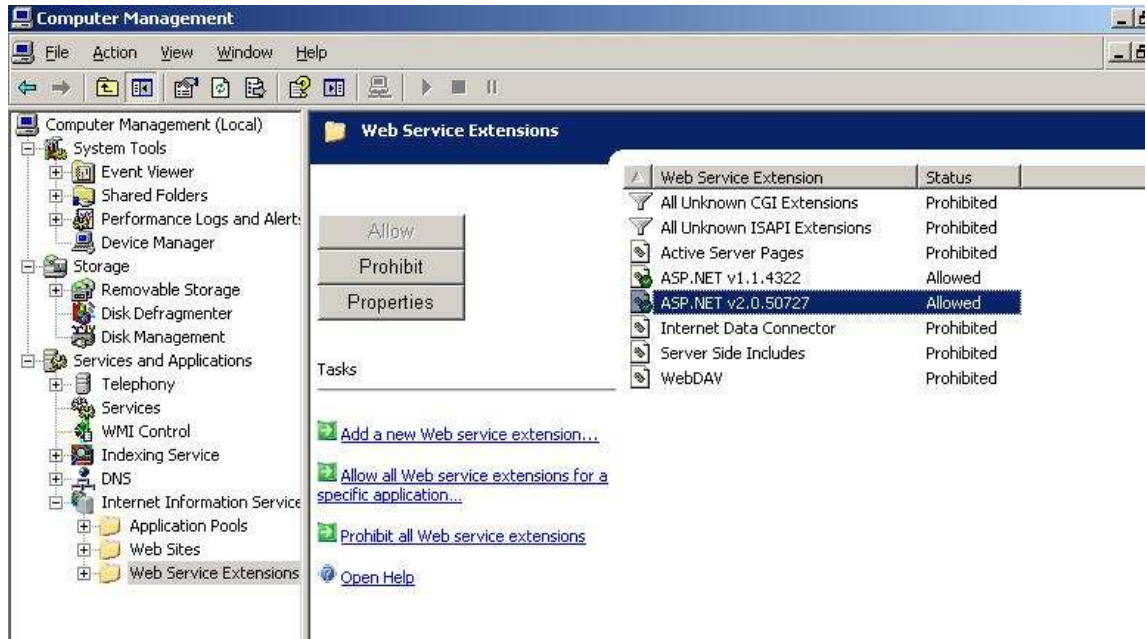 Computer Management
File Action View Window Help
Computer Management (Local)
System Tools
Event Viewer
Shared Folders
Performance Logs and Alert
Device Manager
Storage
Removable Storage
Disk Defragmenter
Disk Management
Services and Applications
Telephony
Services
WMI Control
Indexing Service
DNS
Internet Information Service
Application Pools
Web Sites
Web Service Extensions
Web Service Extensions
Allow
Prohibit
Properties
Tasks
Add a new Web service extension...
Allow all Web service extensions for a
specific application...
Prohibit all Web service extensions
Open Help
Web Service Extension Status
All Unknown CGI Extensions Prohibited
All Unknown ISAPI Extensions Prohibited
Active Server Pages Prohibited
ASP.NET v1.1.4322 Allowed
ASP.NET v2.0.50727 Allowed
Internet Data Connector Prohibited
Server Side Includes Prohibited
WebDAV Prohibited